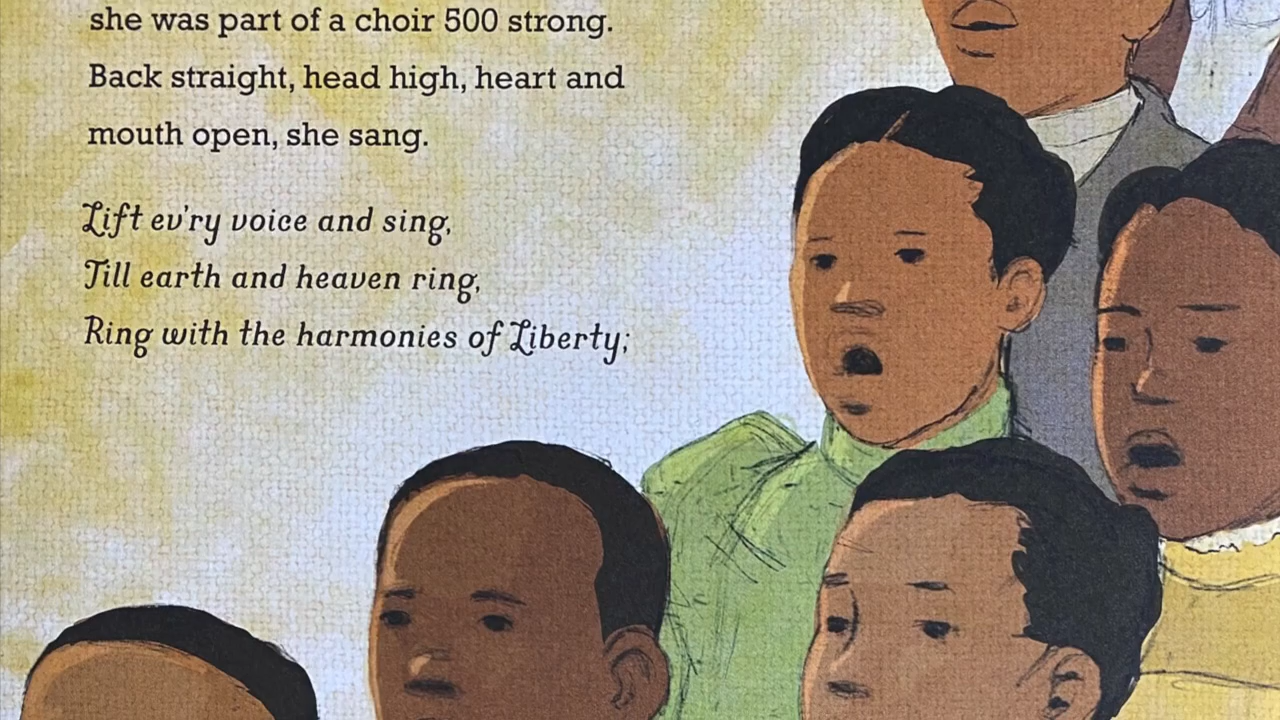 she was part of a choir 500 strong.
Back straight, head high, heart and
mouth open, she sang.
Lift ev'ry voice and sing,
Till earth and heaven ring,
Ring with the harmonies of Liberty;